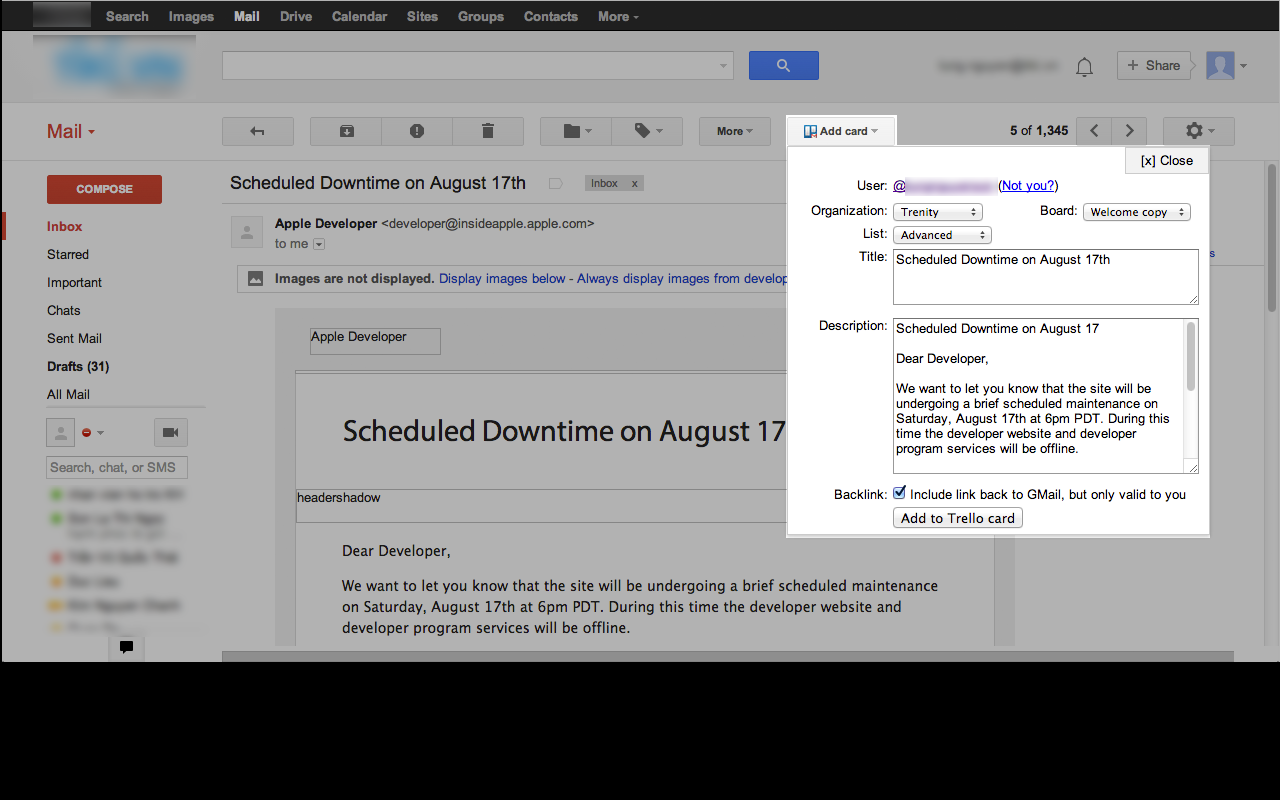 Search Images Mail Drive Calendar Sites Groups Contacts More
+ Share
Mail
More
Add card
5 of 1,345
[x] Close
COMPOSE
Inbox
Starred
Important
Chats
Sent Mail
Drafts (31)
All Mail
Search, chat, or SMS
Scheduled Downtime on August 17th
Inbox x
Apple Developer <developer@insideapple.apple.com>
to me
Images are not displayed. Display images below - Always display images from develop
s
Apple Developer
Scheduled Downtime on August 17
headershadow
Dear Developer,
We want to let you know that the site will be undergoing a brief scheduled maintenance
on Saturday, August 17th at 6pm PDT. During this time the developer website and
developer program services will be offline.
User: @ (Not you?)
Organization: Trenity Board: Welcome copy
List: Advanced
Title: Scheduled Downtime on August 17th
Description: Scheduled Downtime on August 17
Dear Developer,
We want to let you know that the site will be
undergoing a brief scheduled maintenance on
Saturday, August 17th at 6pm PDT. During this
time the developer website and developer
program services will be offline.
Backlink: Include link back to GMail, but only valid to you
Add to Trello card